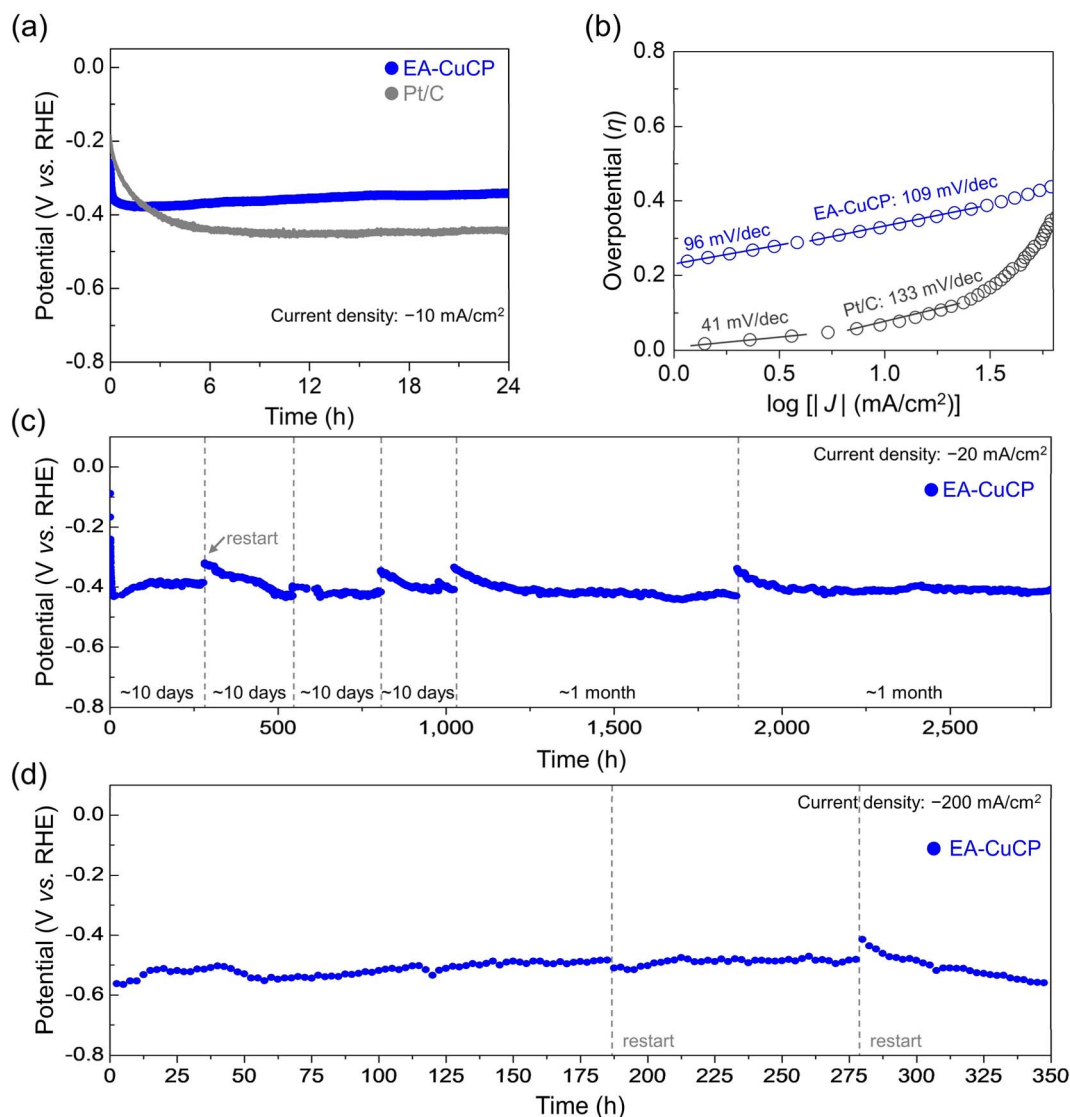 (a)
0.0
-0.2
-0.4
-0.6
-0.8
Potential (V vs. RHE)
EA-CuCP
Pt/C
Current density: −10 mA/cm²
0 6 12 18 24
Time (h)
(b)
0.8
0.6
0.4
0.2
0.0
Overpotential (η)
EA-CuCP: 109 mV/dec
96 mV/dec
Pt/C: 133 mV/dec
41 mV/dec
0.0 0.5 1.0 1.5
log [| J | (mA/cm²)]
(c)
0.0
-0.2
-0.4
-0.6
-0.8
Potential (V vs. RHE)
Current density: −20 mA/cm²
EA-CuCP
restart
~10 days ~10 days ~10 days ~10 days ~1 month ~1 month
0 500 1,000 1,500 2,000 2,500
Time (h)
(d)
0.0
-0.2
-0.4
-0.6
-0.8
Potential (V vs. RHE)
Current density: −200 mA/cm²
EA-CuCP
restart restart
0 25 50 75 100 125 150 175 200 225 250 275 300 325 350
Time (h)